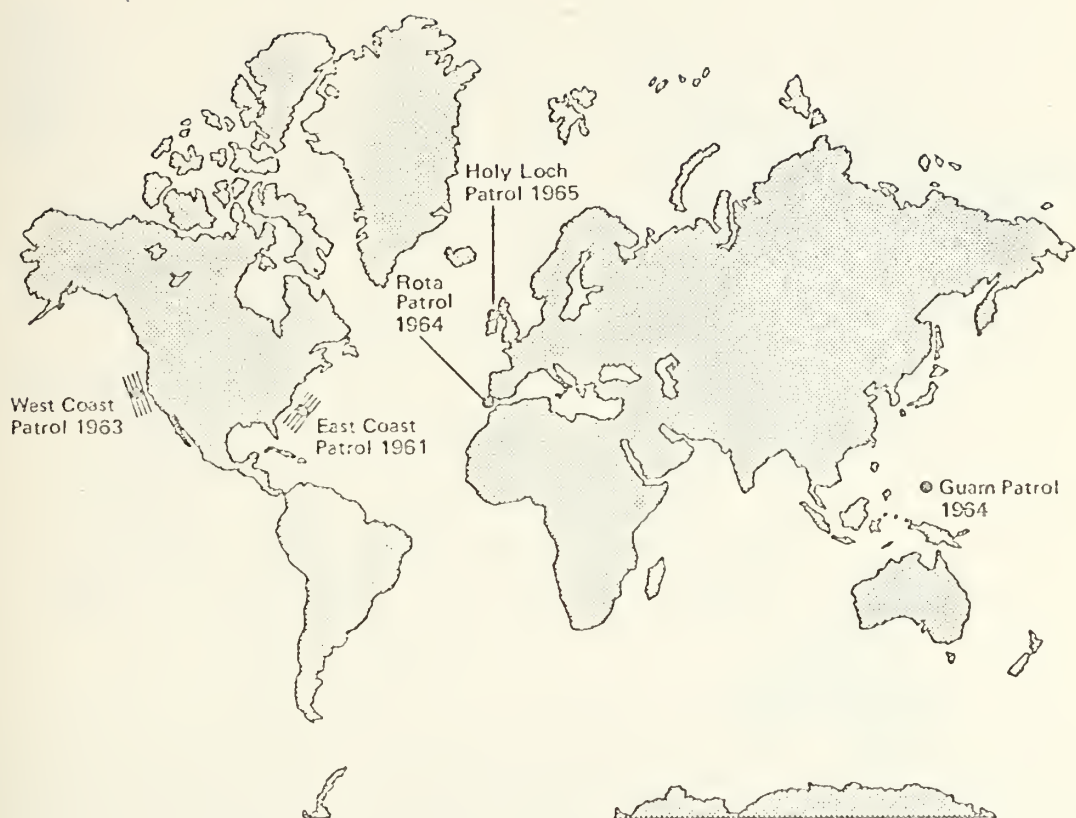 Holy Loch
Patrol 1965
Rota
Patrol
1964
West Coast
Patrol 1963
East Coast
Patrol 1961
Guam Patrol
1964